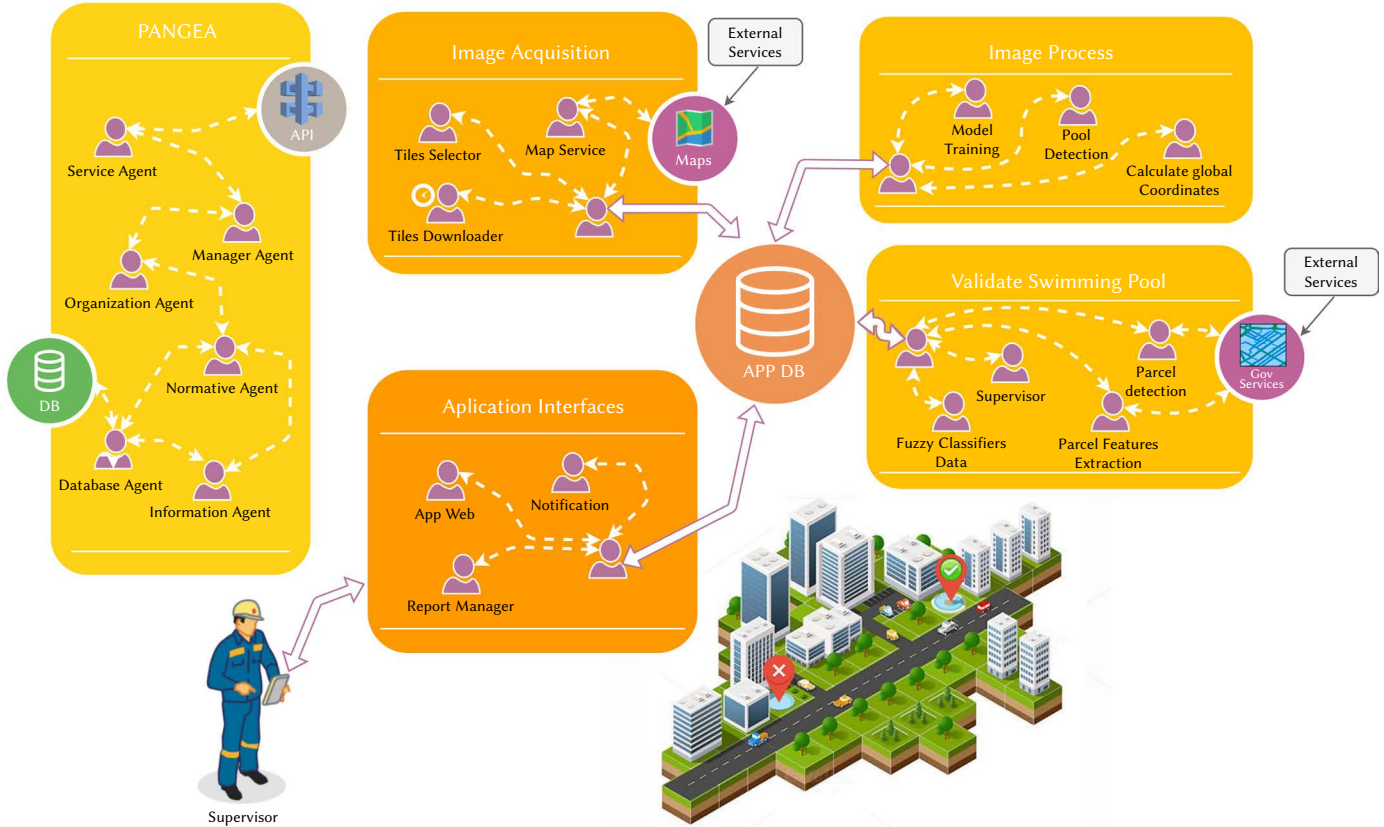 PANGEA
API
Service Agent
Manager Agent
Organization Agent
Normative Agent
DB
Database Agent
Information Agent
Image Acquisition
External
Services
Tiles Selector
Map Service
Maps
Tiles Downloader
Image Process
Model
Training
Pool
Detection
Calculate global
Coordinates
APP DB
Validate Swimming Pool
External
Services
Parcel
detection
Gov
Services
Supervisor
Fuzzy Classifiers
Data
Parcel Features
Extraction
Aplication Interfaces
App Web
Notification
Report Manager
Supervisor